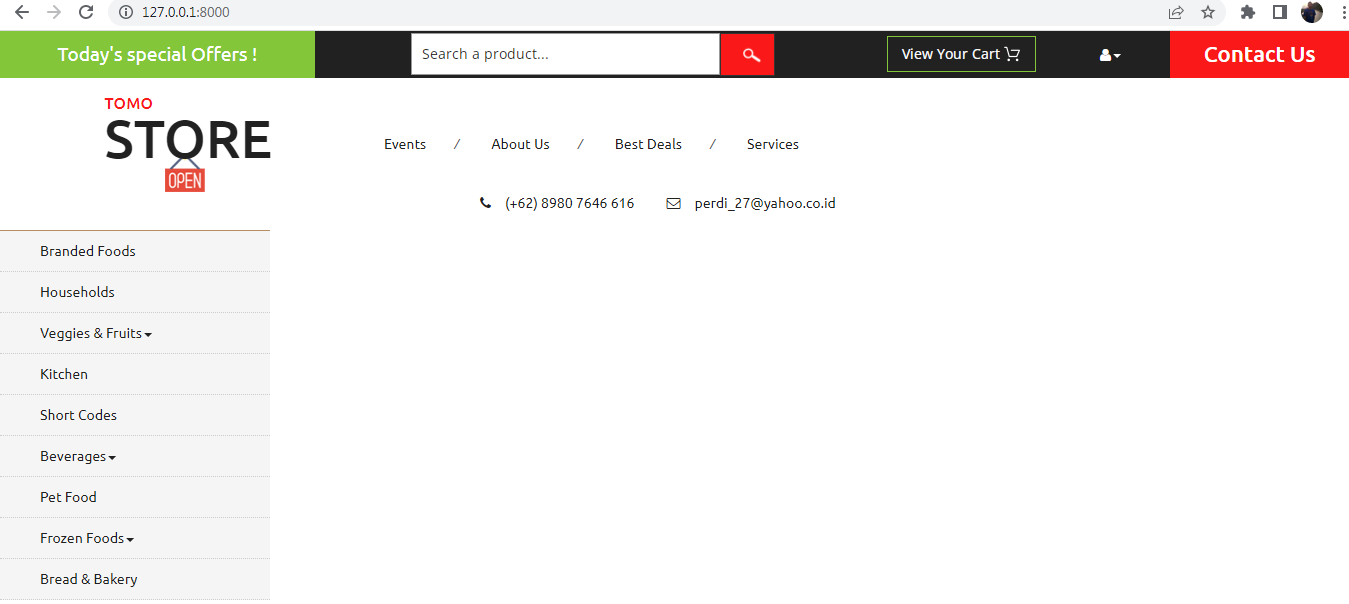 127.0.0.1:8000
Today's special Offers !
Search a product...
View Your Cart
Contact Us
TOMO
STORE
OPEN
Events / About Us / Best Deals / Services
(+62) 8980 7646 616 perdi_27@yahoo.co.id
Branded Foods
Households
Veggies & Fruits
Kitchen
Short Codes
Beverages
Pet Food
Frozen Foods
Bread & Bakery